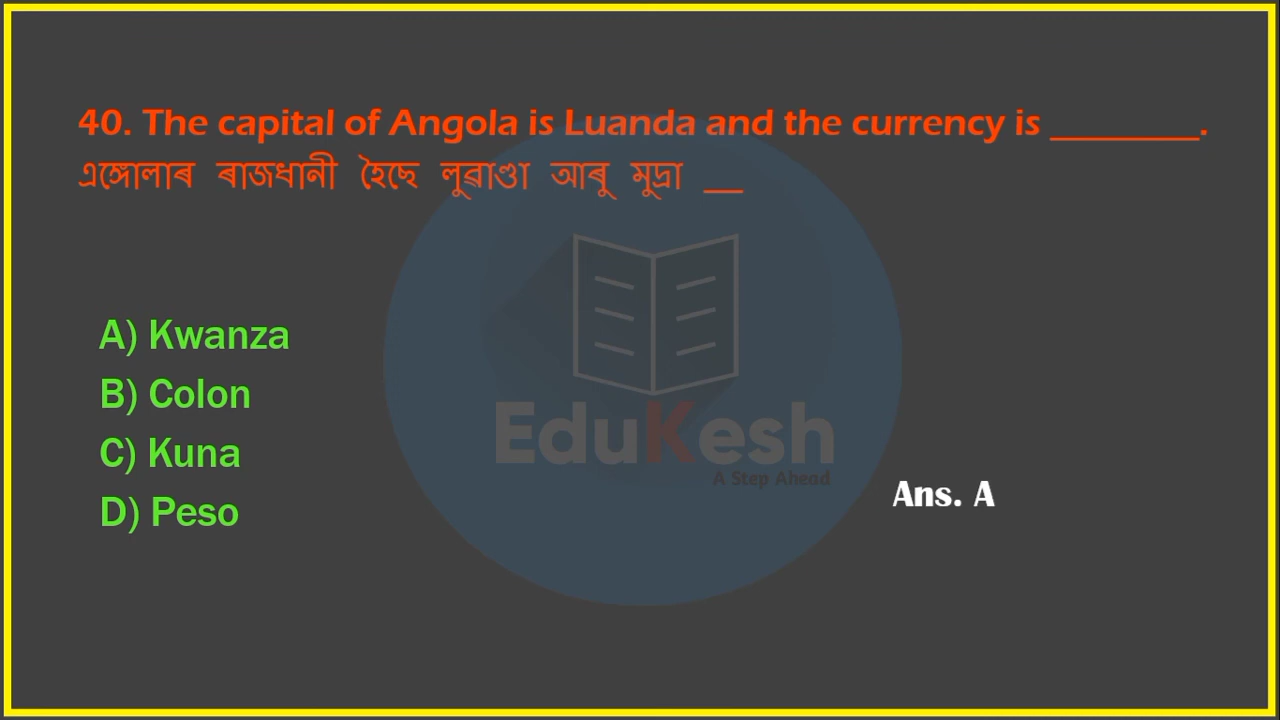 40. The capital of Angola is Luanda and the currency is ________.
এংগোলাৰ ৰাজধানী হৈছে লুৱাণ্ডা আৰু মুদ্ৰা __
A) Kwanza
B) Colon
C) Kuna
D) Peso
EduKesh
A Step Ahead
Ans. A